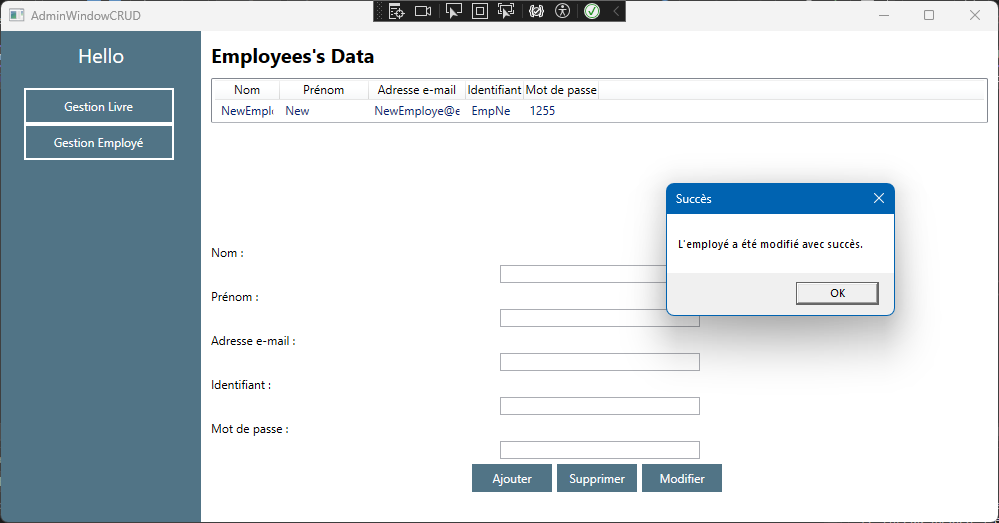 AdminWindowCRUD
Hello
Gestion Livre
Gestion Employé
Employees's Data
Nom Prénom Adresse e-mail Identifiant Mot de passe
NewEmpl New NewEmploye@e EmpNe 1255
Succès
L'employé a été modifié avec succès.
OK
Nom :
Prénom :
Adresse e-mail :
Identifiant :
Mot de passe :
Ajouter Supprimer Modifier